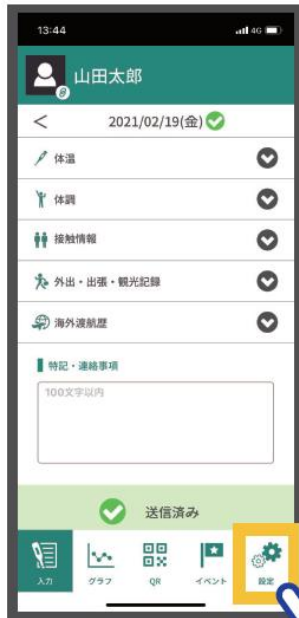 13:44
4G
山田太郎
< 2021/02/19(金)
体温
体調
接触情報
外出・出張・観光記録
海外渡航歴
特記・連絡事項
100文字以内
送信済み
入力 グラフ QR イベント 設定